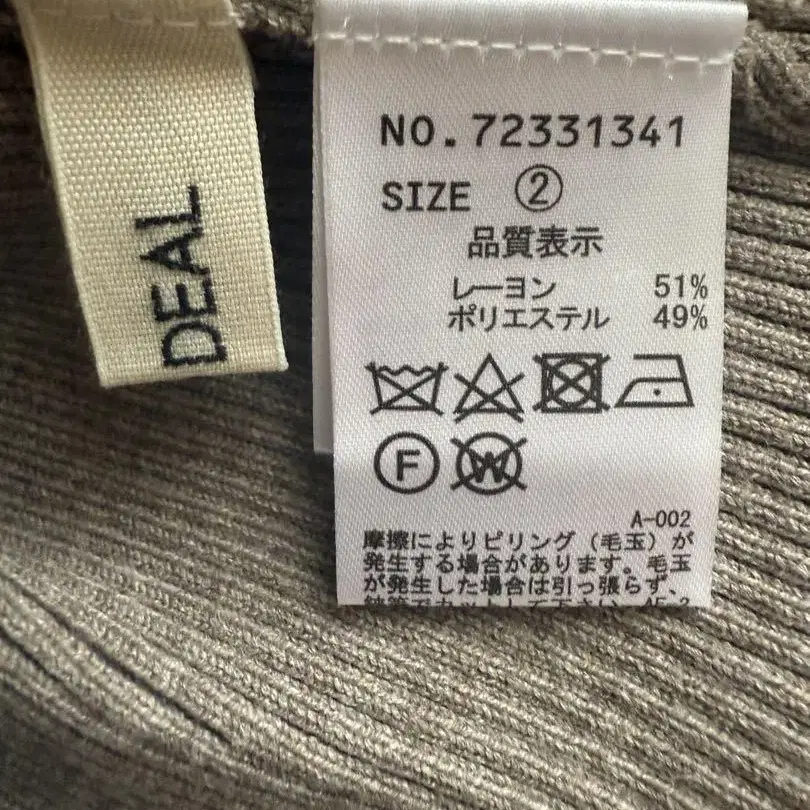 DEAL
NO.72331341
SIZE ②
品質表示
レーヨン 51%
ポリエステル 49%
F W
A-002
摩擦によりピリング(毛玉)が
発生する場合があります。毛玉
が発生した場合は引っ張らず、